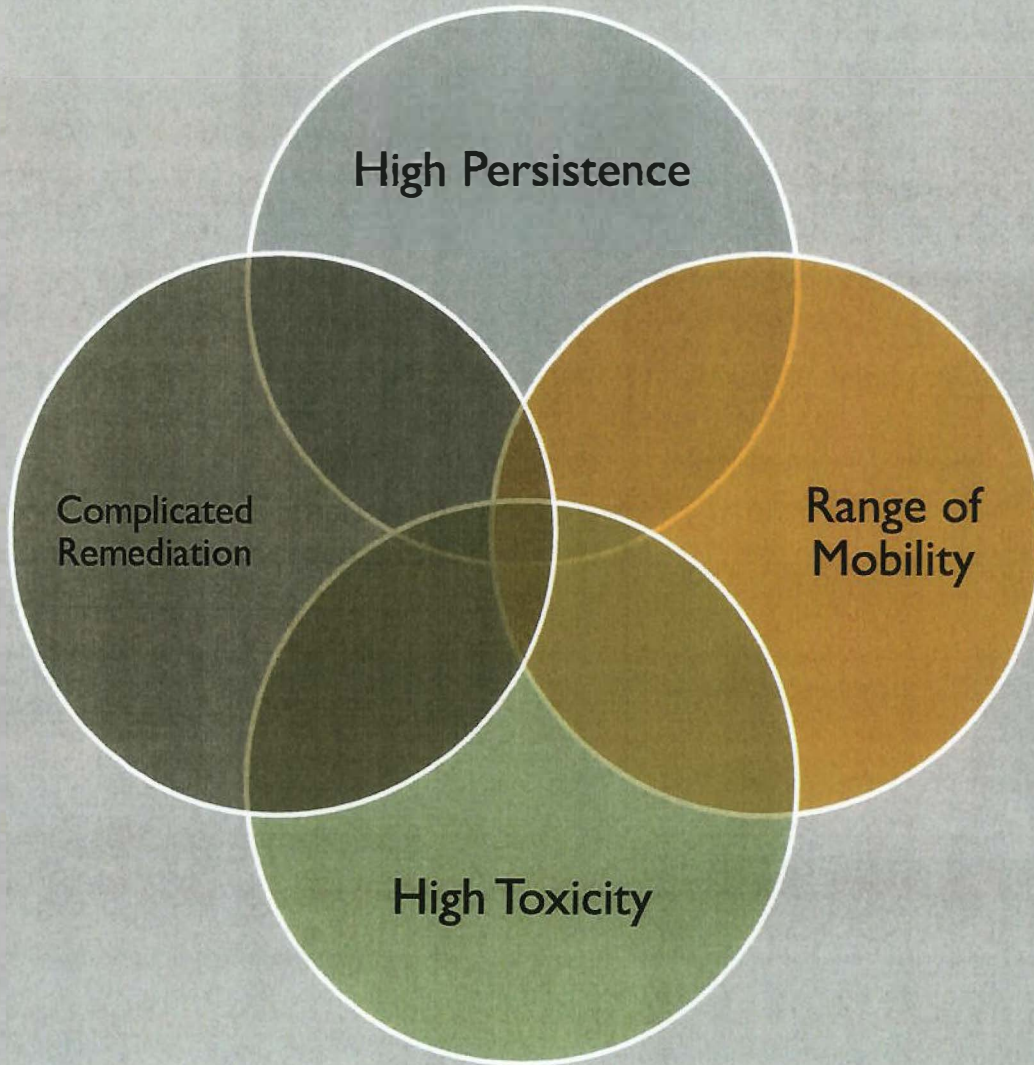 High Persistence
Complicated
Remediation
Range of
Mobility
High Toxicity